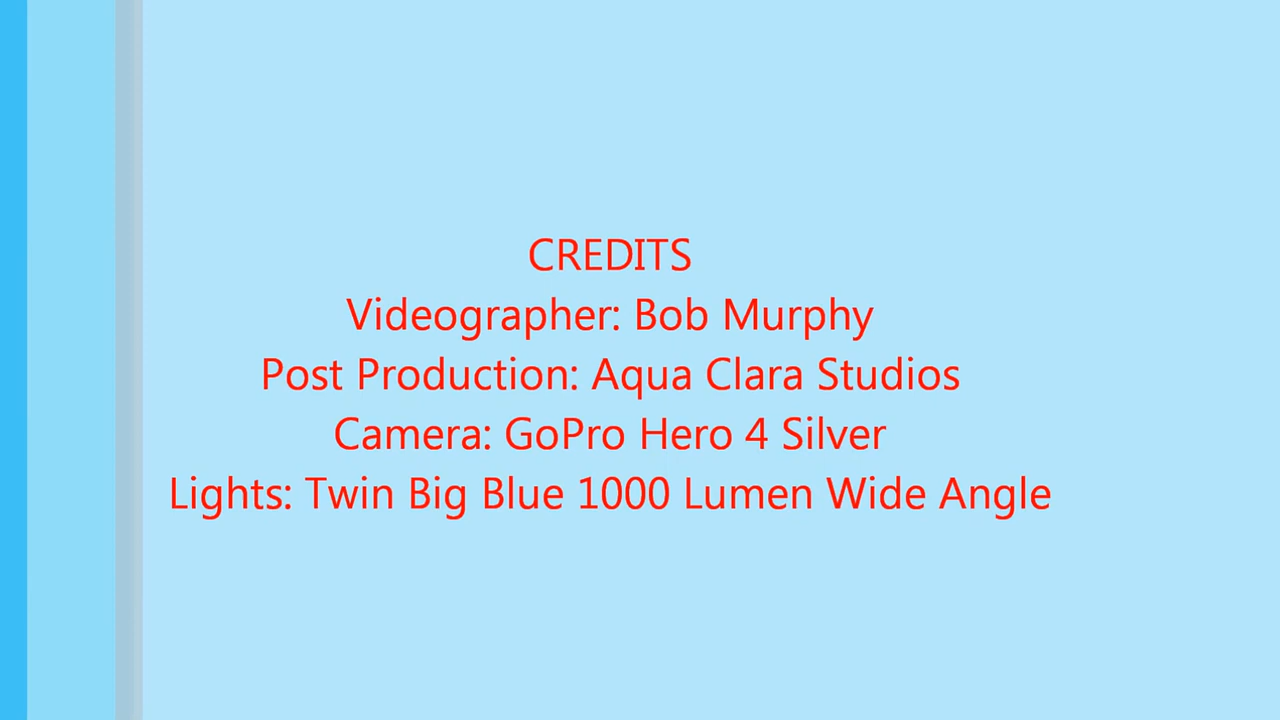 CREDITS
Videographer: Bob Murphy
Post Production: Aqua Clara Studios
Camera: GoPro Hero 4 Silver
Lights: Twin Big Blue 1000 Lumen Wide Angle